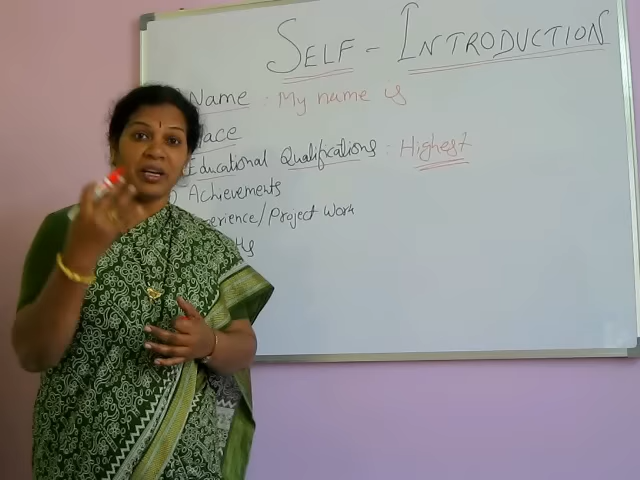 SELF - INTRODUCTION
Name : My name is
Educational Qualifications : Highest
Achievements
/Project Work